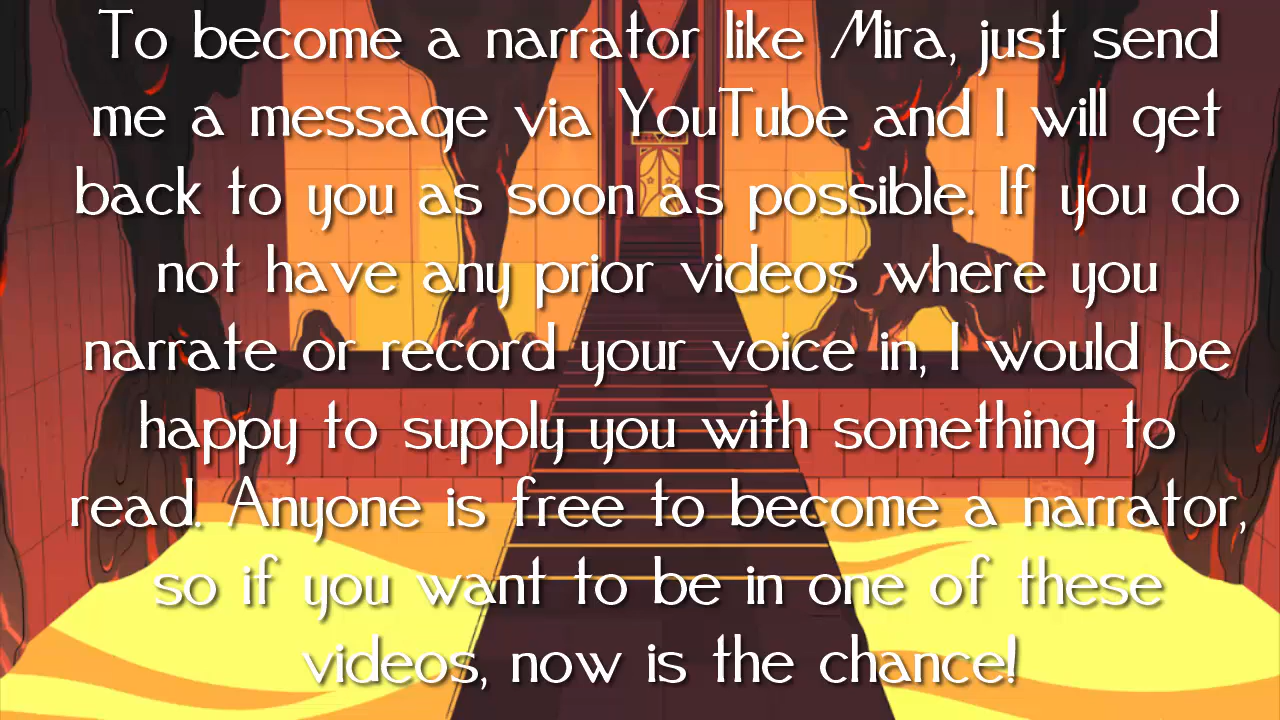 To become a narrator like Mira, just send
me a message via YouTube and I will get
back to you as soon as possible. If you do
not have any prior videos where you
narrate or record your voice in, I would be
happy to supply you with something to
read. Anyone is free to become a narrator,
so if you want to be in one of these
videos, now is the chance!